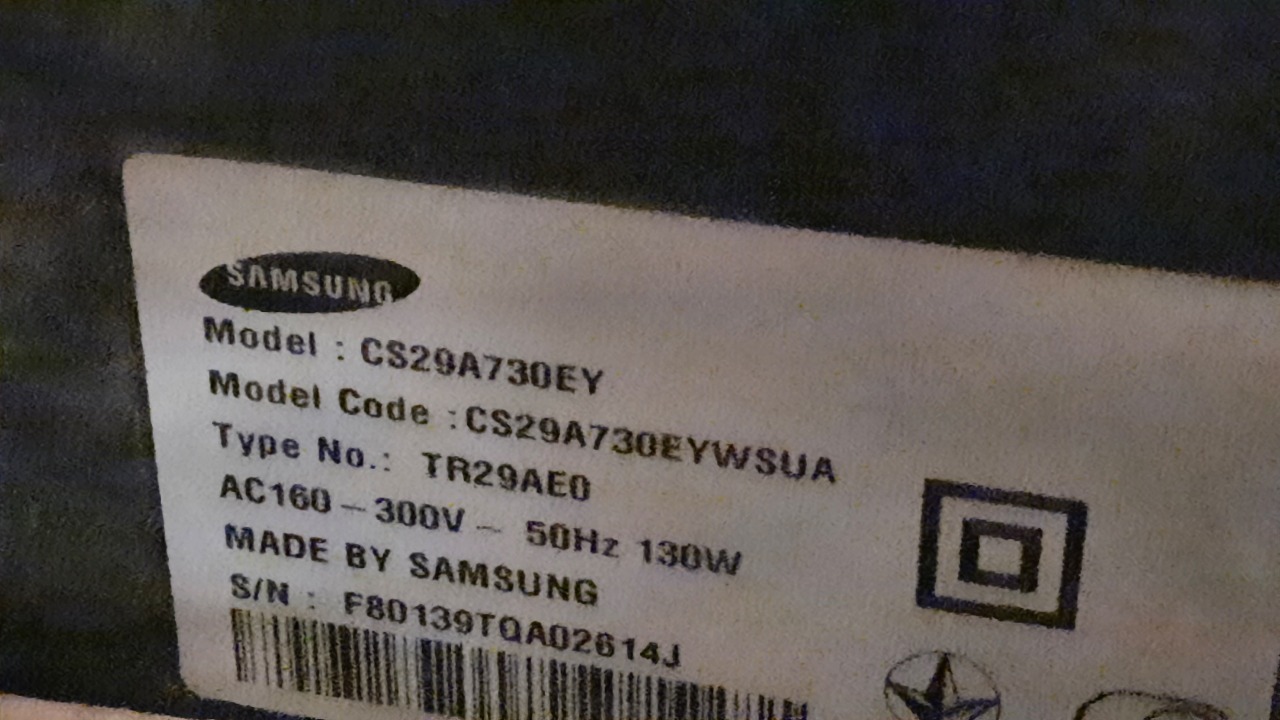 SAMSUNG
Model : CS29A730EY
Model Code :CS29A730EYWSUA
Type No.: TR29AE0
AC160-300V~ 50Hz 130W
MADE BY SAMSUNG
S/N : F80139TQA02614J